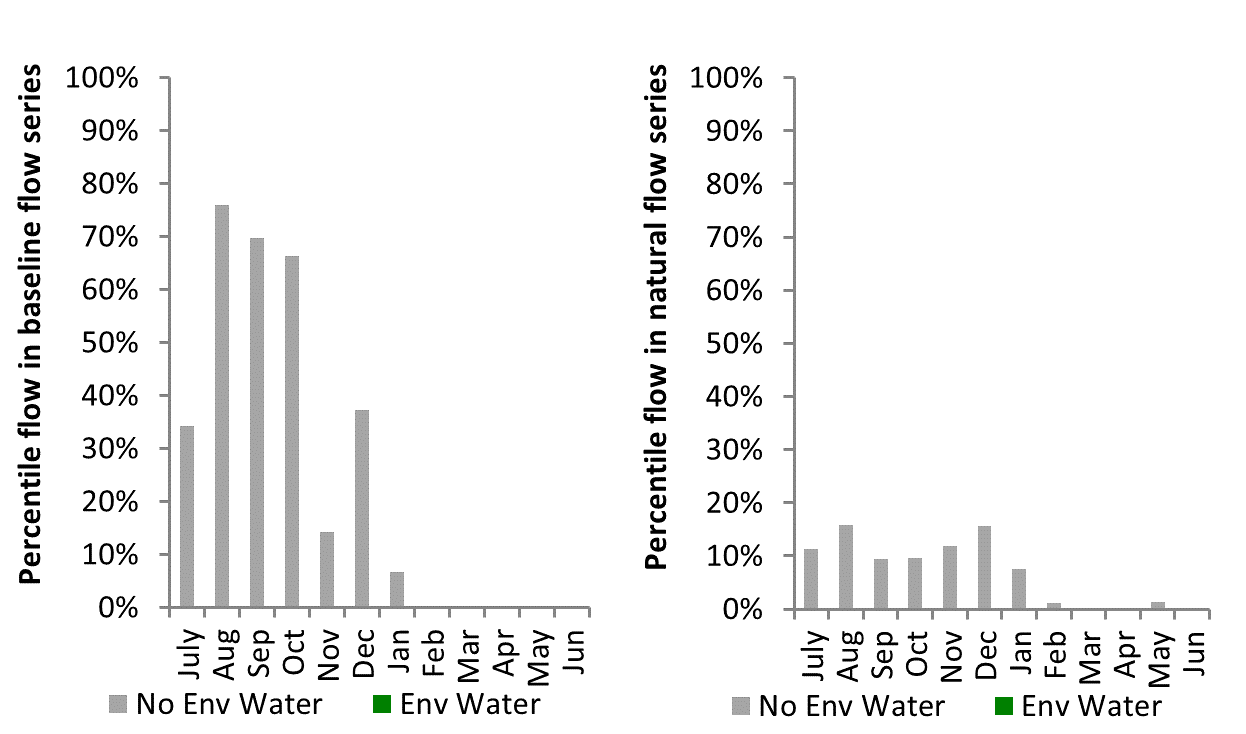 Percentile flow in baseline flow series
100%
90%
80%
70%
60%
50%
40%
30%
20%
10%
0%
July
Aug
Sep
Oct
Nov
Dec
Jan
Feb
Mar
Apr
May
Jun
No Env Water
Env Water
Percentile flow in natural flow series
100%
90%
80%
70%
60%
50%
40%
30%
20%
10%
0%
July
Aug
Sep
Oct
Nov
Dec
Jan
Feb
Mar
Apr
May
Jun
No Env Water
Env Water